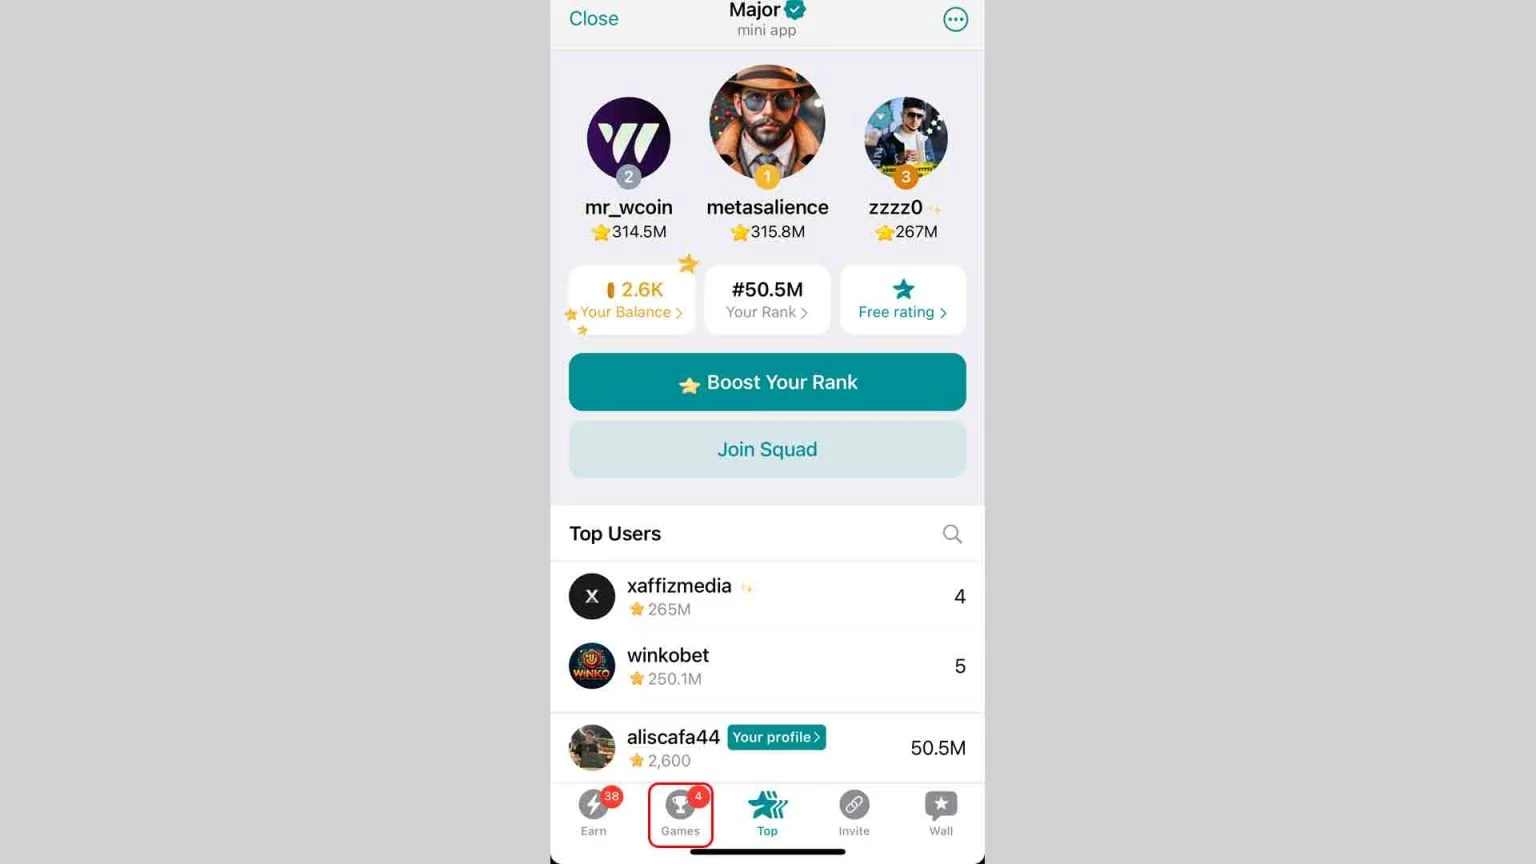 Close
Major
mini app
2
1
3
mr_wcoin
metasalience
zzzz0
314.5M
315.8M
267M
2.6K
#50.5M
Your Balance
Your Rank
Free rating
Boost Your Rank
Join Squad
Top Users
X
xaffizmedia
265M
4
WINKO
winkobet
250.1M
5
aliscafa44 Your profile
2,600
50.5M
38
4
Earn
Games
Top
Invite
Wall